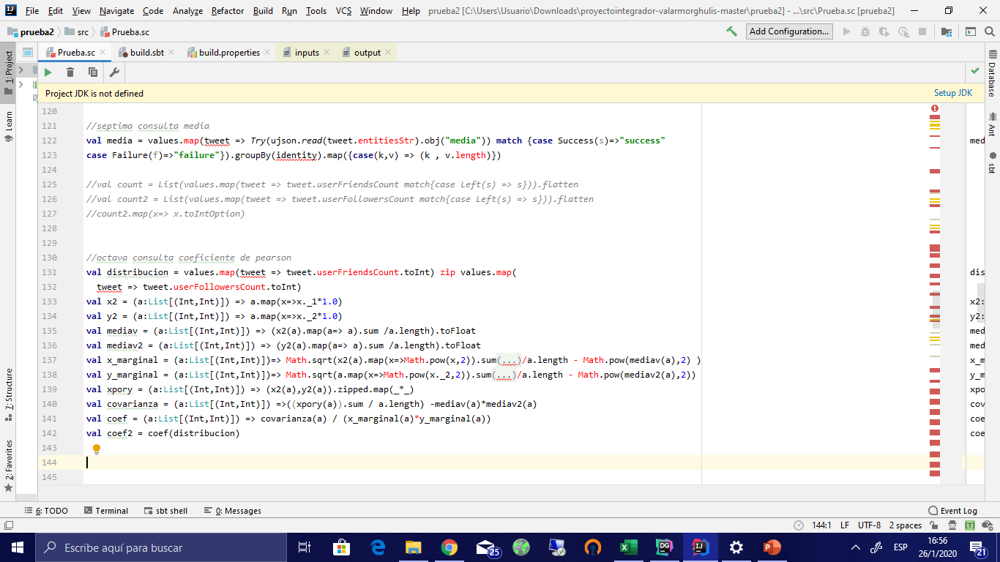 File Edit View Navigate Code Analyze Refactor Build Run Tools VCS Window Help prueba2 [C:\Users\Usuario\Downloads\proyectointegrador-valarmorghulis-master\prueba2] - ...\src\Prueba.sc [prueba2]
prueba2 src Prueba.sc Add Configuration...
Prueba.sc build.sbt build.properties inputs output
1: Project
Learn
7: Structure
2: Favorites
Database
Ant
sbt
Project JDK is not defined Setup JDK
120
121 //septima consulta media
122 val media = values.map(tweet => Try(ujson.read(tweet.entitiesStr).obj("media")) match {case Success(s)=>"success" med
123 case Failure(f)=>"failure"}).groupBy(identity).map({case(k,v) => (k , v.length)})
124
125 //val count = List(values.map(tweet => tweet.userFriendsCount match{case Left(s) => s})).flatten
126 //val count2 = List(values.map(tweet => tweet.userFollowersCount match{case Left(s) => s})).flatten
127 //count2.map(x=> x.toIntOption)
128
129
130 //octava consulta coeficiente de pearson
131 val distribucion = values.map(tweet => tweet.userFriendsCount.toInt) zip values.map( dis
132 tweet => tweet.userFollowersCount.toInt)
133 val x2 = (a:List[(Int,Int)]) => a.map(x=>x._1*1.0) x2:
134 val y2 = (a:List[(Int,Int)]) => a.map(x=>x._2*1.0) y2:
135 val mediav = (a:List[(Int,Int)]) => (x2(a).map(a=> a).sum /a.length).toFloat med
136 val mediav2 = (a:List[(Int,Int)]) => (y2(a).map(a=> a).sum /a.length).toFloat med
137 val x_marginal = (a:List[(Int,Int)])=> Math.sqrt(x2(a).map(x=>Math.pow(x,2)).sum(...)/a.length - Math.pow(mediav(a),2) ) x_m
138 val y_marginal = (a:List[(Int,Int)])=> Math.sqrt(a.map(x=>Math.pow(x._2,2)).sum(...)/a.length - Math.pow(mediav2(a),2)) y_m
139 val xpory = (a:List[(Int,Int)]) => (x2(a),y2(a)).zipped.map(_*_) xpo
140 val covarianza = (a:List[(Int,Int)]) =>((xpory(a)).sum / a.length) -mediav(a)*mediav2(a) cov
141 val coef = (a:List[(Int,Int)]) => covarianza(a) / (x_marginal(a)*y_marginal(a)) coe
142 val coef2 = coef(distribucion) coe
143
144
145
6: TODO Terminal sbt shell 0: Messages Event Log
144:1 LF UTF-8 2 spaces [T]
Escribe aquí para buscar 25 ESP 16:56
26/1/2020 21